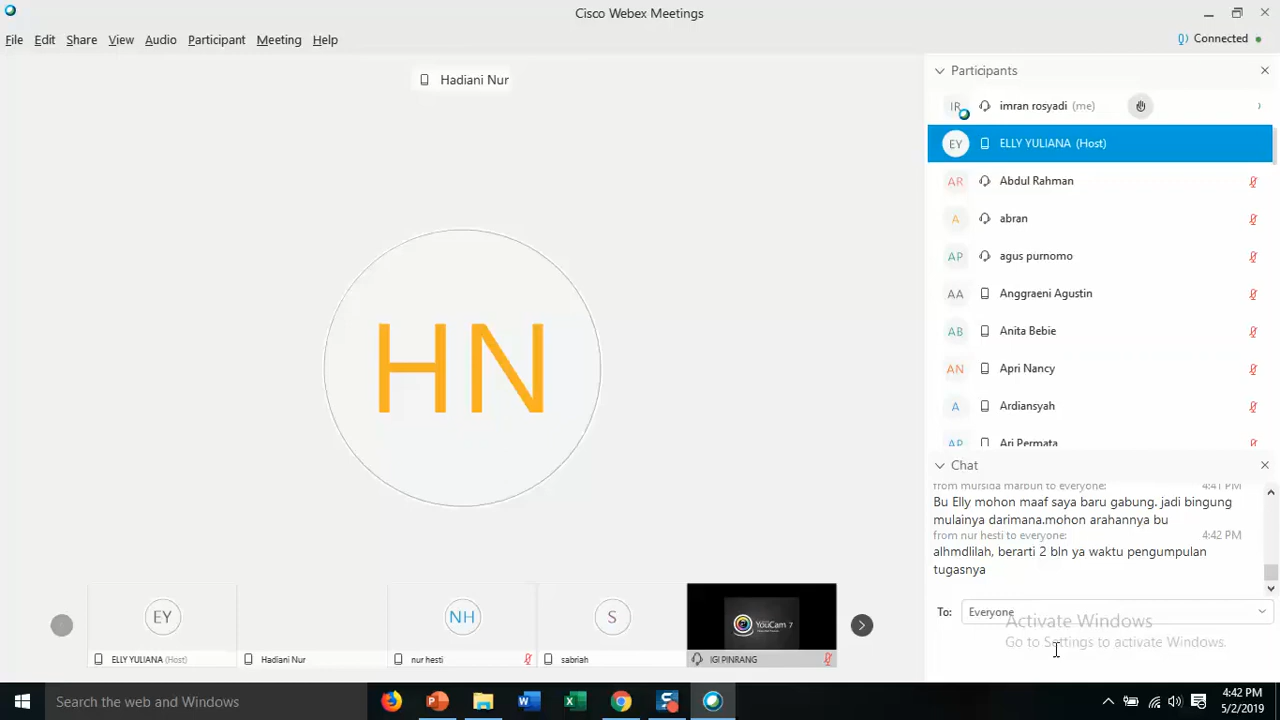 Cisco Webex Meetings
File Edit Share View Audio Participant Meeting Help
Connected
Hadiani Nur
HN
Participants
IR imran rosyadi (me)
EY ELLY YULIANA (Host)
AR Abdul Rahman
A abran
AP agus purnomo
AA Anggraeni Agustin
AB Anita Bebie
AN Apri Nancy
A Ardiansyah
AP Ari Permata
Chat
from mursida marbun to everyone: 4:41 PM
Bu Elly mohon maaf saya baru gabung. jadi bingung
mulainya darimana.mohon arahannya bu
from nur hesti to everyone: 4:42 PM
alhmdlilah, berarti 2 bln ya waktu pengumpulan
tugasnya
To: Everyone
Activate Windows
Go to Settings to activate Windows.
EY NH S YouCam 7
ELLY YULIANA (Host) Hadiani Nur nur hesti sabriah IGI PINRANG
Search the web and Windows
4:42 PM
5/2/2019